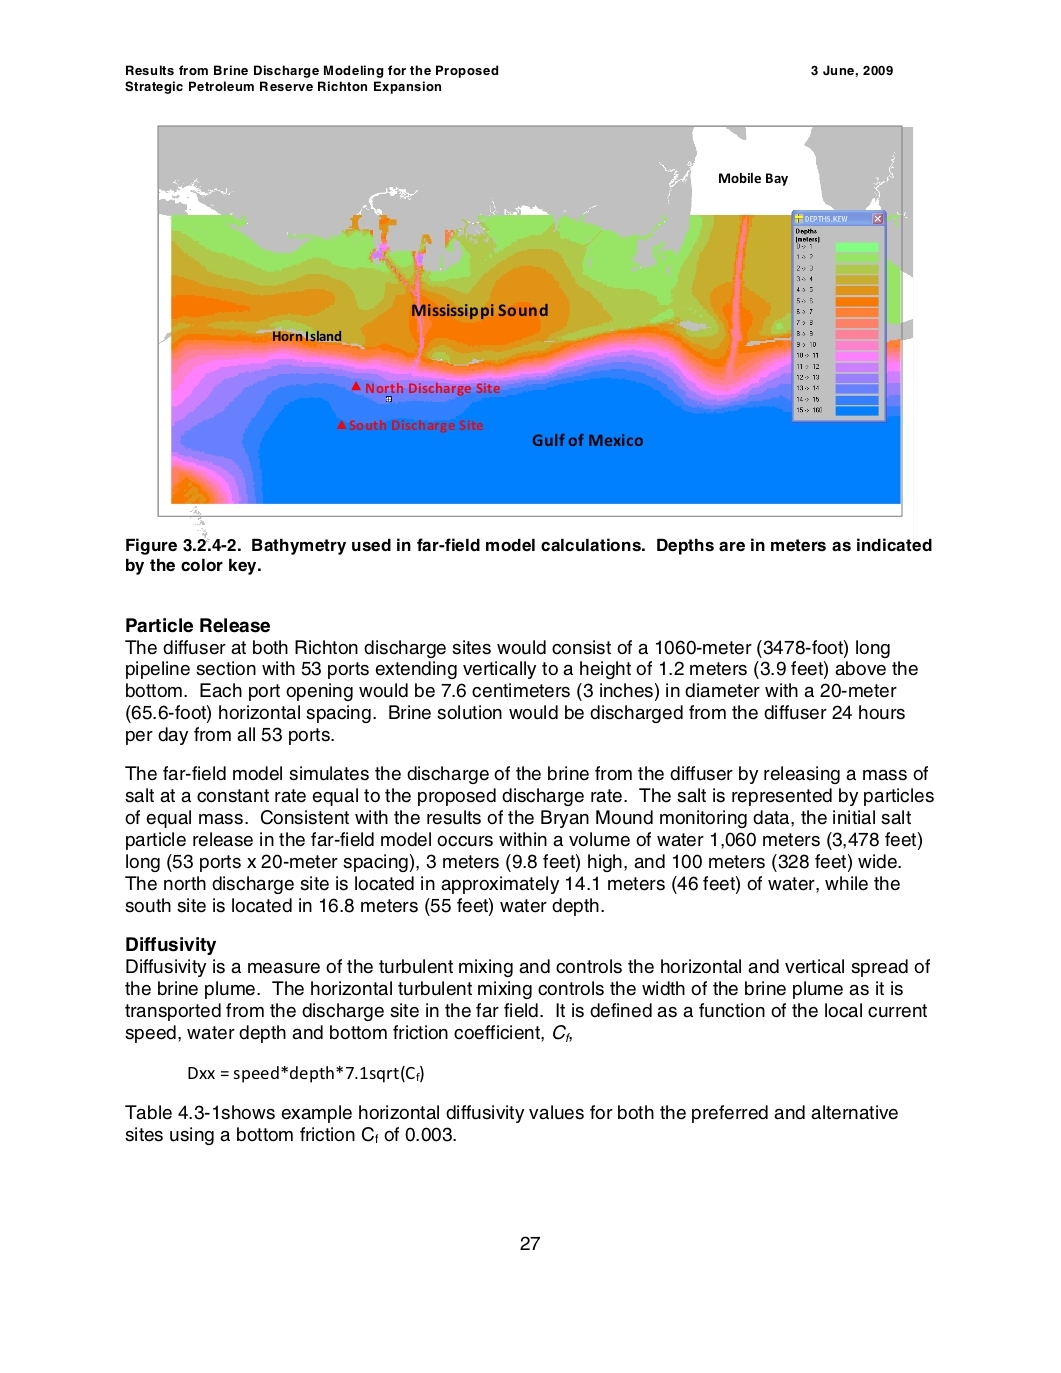 Results from Brine Discharge Modeling for the Proposed 3 June, 2009
Strategic Petroleum Reserve Richton Expansion
Mobile Bay
DEPTHS.KEW
Depths
(meters)
0 > 1
1 > 2
2 > 3
3 > 4
4 > 5
5 > 6
6 > 7
7 > 8
8 > 9
9 > 10
10 > 11
11 > 12
12 > 13
13 > 14
14 > 15
15 > 160
Mississippi Sound
Horn Island
North Discharge Site
South Discharge Site
Gulf of Mexico
Figure 3.2.4-2. Bathymetry used in far-field model calculations. Depths are in meters as indicated
by the color key.
Particle Release
The diffuser at both Richton discharge sites would consist of a 1060-meter (3478-foot) long
pipeline section with 53 ports extending vertically to a height of 1.2 meters (3.9 feet) above the
bottom. Each port opening would be 7.6 centimeters (3 inches) in diameter with a 20-meter
(65.6-foot) horizontal spacing. Brine solution would be discharged from the diffuser 24 hours
per day from all 53 ports.
The far-field model simulates the discharge of the brine from the diffuser by releasing a mass of
salt at a constant rate equal to the proposed discharge rate. The salt is represented by particles
of equal mass. Consistent with the results of the Bryan Mound monitoring data, the initial salt
particle release in the far-field model occurs within a volume of water 1,060 meters (3,478 feet)
long (53 ports x 20-meter spacing), 3 meters (9.8 feet) high, and 100 meters (328 feet) wide.
The north discharge site is located in approximately 14.1 meters (46 feet) of water, while the
south site is located in 16.8 meters (55 feet) water depth.
Diffusivity
Diffusivity is a measure of the turbulent mixing and controls the horizontal and vertical spread of
the brine plume. The horizontal turbulent mixing controls the width of the brine plume as it is
transported from the discharge site in the far field. It is defined as a function of the local current
speed, water depth and bottom friction coefficient, Cf,
Dxx = speed*depth*7.1sqrt(Cf)
Table 4.3-1shows example horizontal diffusivity values for both the preferred and alternative
sites using a bottom friction Cf of 0.003.
27